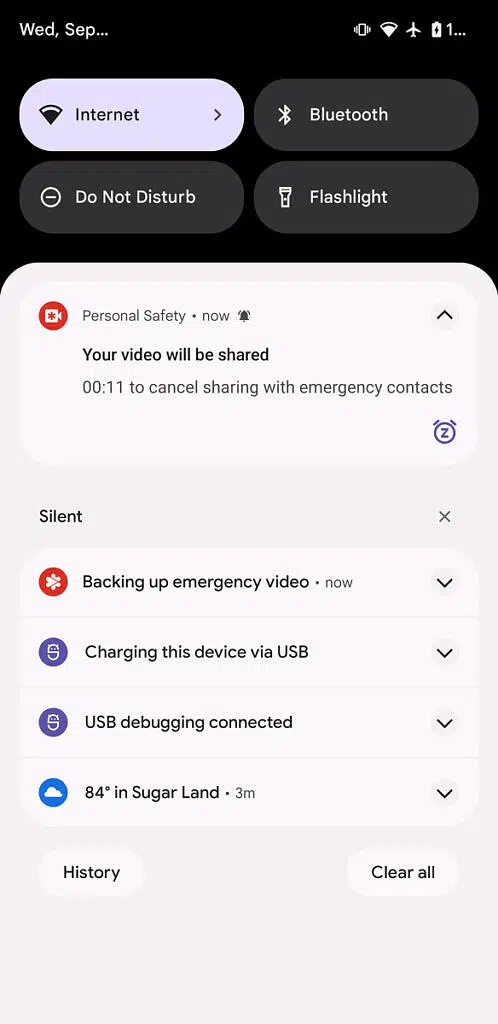 Wed, Sep...
1...
Internet
Bluetooth
Do Not Disturb
Flashlight
Personal Safety • now
Your video will be shared
00:11 to cancel sharing with emergency contacts
Silent
Backing up emergency video • now
Charging this device via USB
USB debugging connected
84° in Sugar Land • 3m
History
Clear all